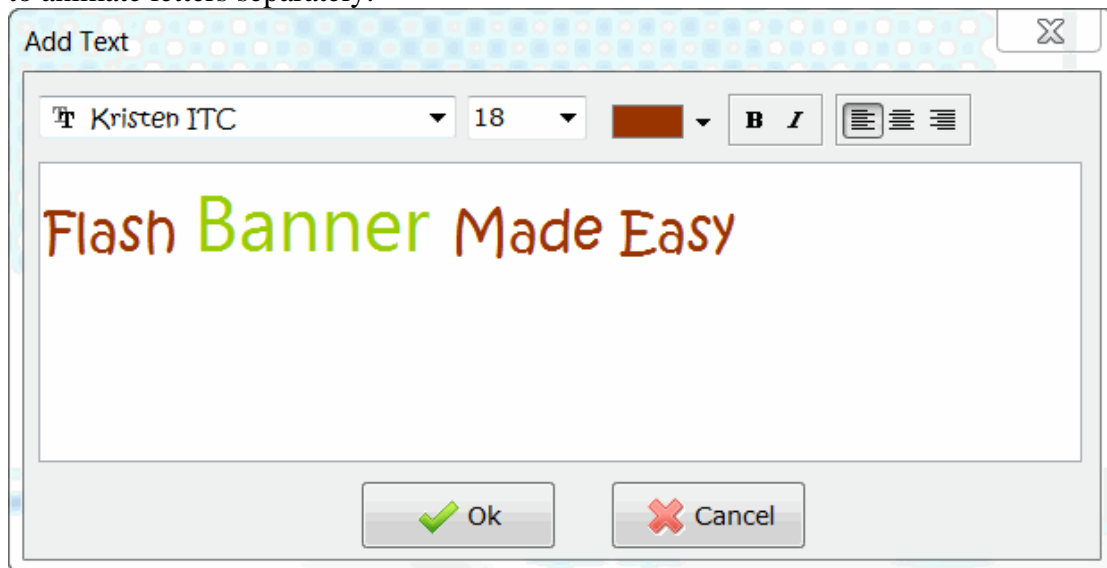 to animate letters separately.
Add Text
Kristen ITC 18 B I
Flash Banner Made Easy
Ok Cancel